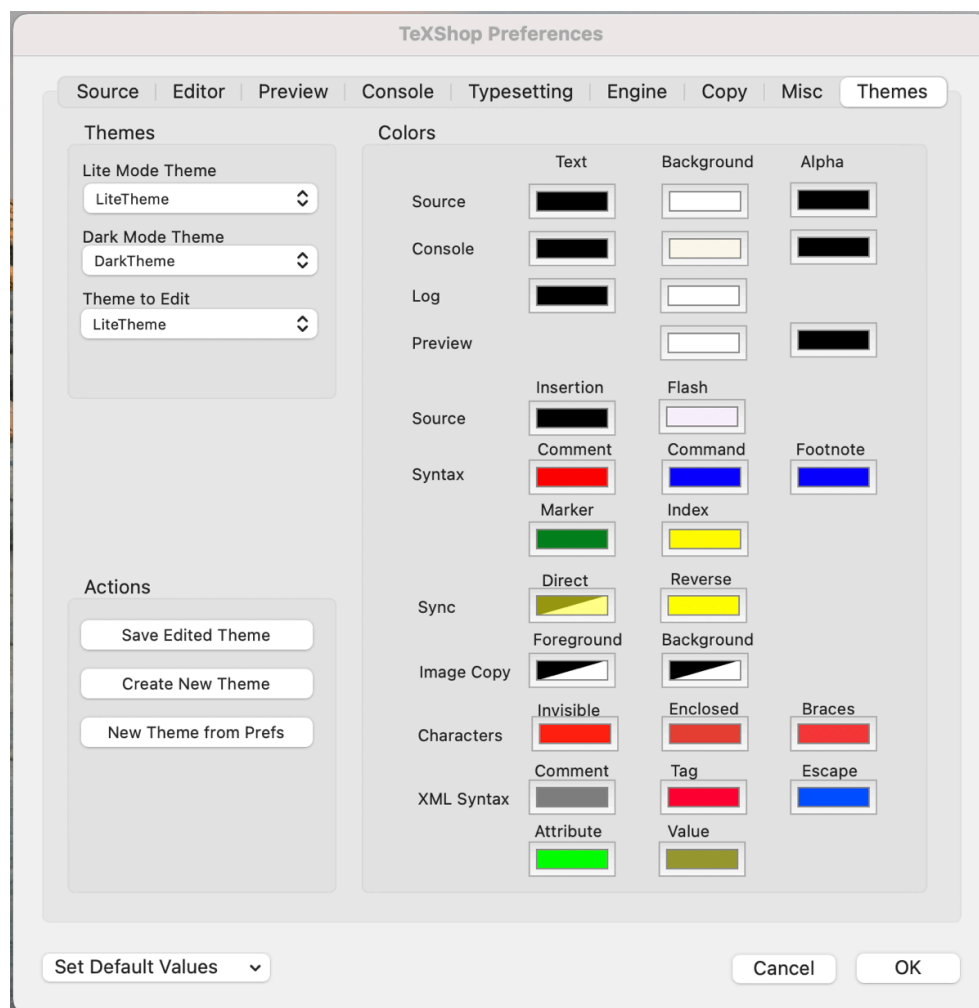 TeXShop Preferences
Source Editor Preview Console Typesetting Engine Copy Misc Themes
Themes
Lite Mode Theme
LiteTheme
Dark Mode Theme
DarkTheme
Theme to Edit
LiteTheme
Actions
Save Edited Theme
Create New Theme
New Theme from Prefs
Colors
Text Background Alpha
Source
Console
Log
Preview
Insertion Flash
Source
Comment Command Footnote
Syntax
Marker Index
Direct Reverse
Sync
Foreground Background
Image Copy
Invisible Enclosed Braces
Characters
Comment Tag Escape
XML Syntax
Attribute Value
Set Default Values
Cancel OK